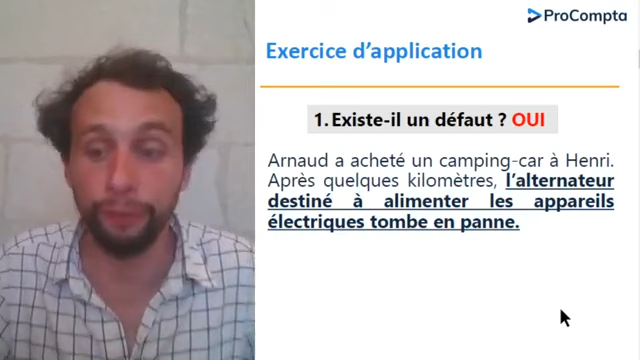 ProCompta
Exercice d’application
1. Existe-il un défaut ? OUI
Arnaud a acheté un camping-car à Henri.
Après quelques kilomètres, l’alternateur
destiné à alimenter les appareils
électriques tombe en panne.